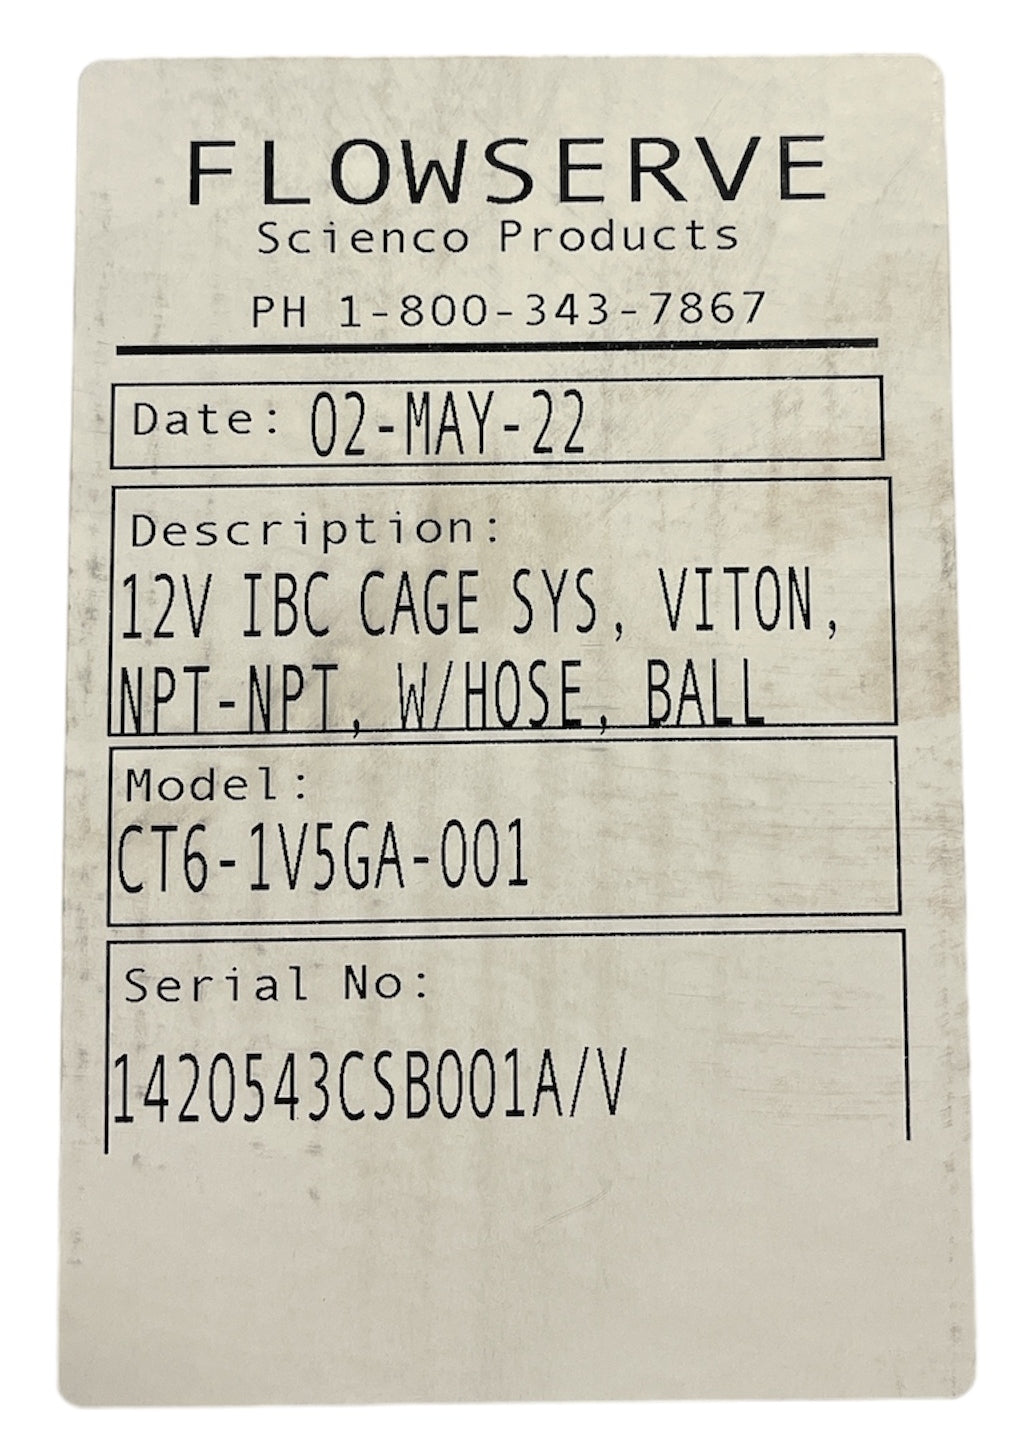 FLOWSERVE
Scienco Products
PH 1-800-343-7867
Date: 02-MAY-22
Description:
12V IBC CAGE SYS, VITON,
NPT-NPT, W/HOSE, BALL
Model:
CT6-1V5GA-001
Serial No:
1420543CSB001A/V